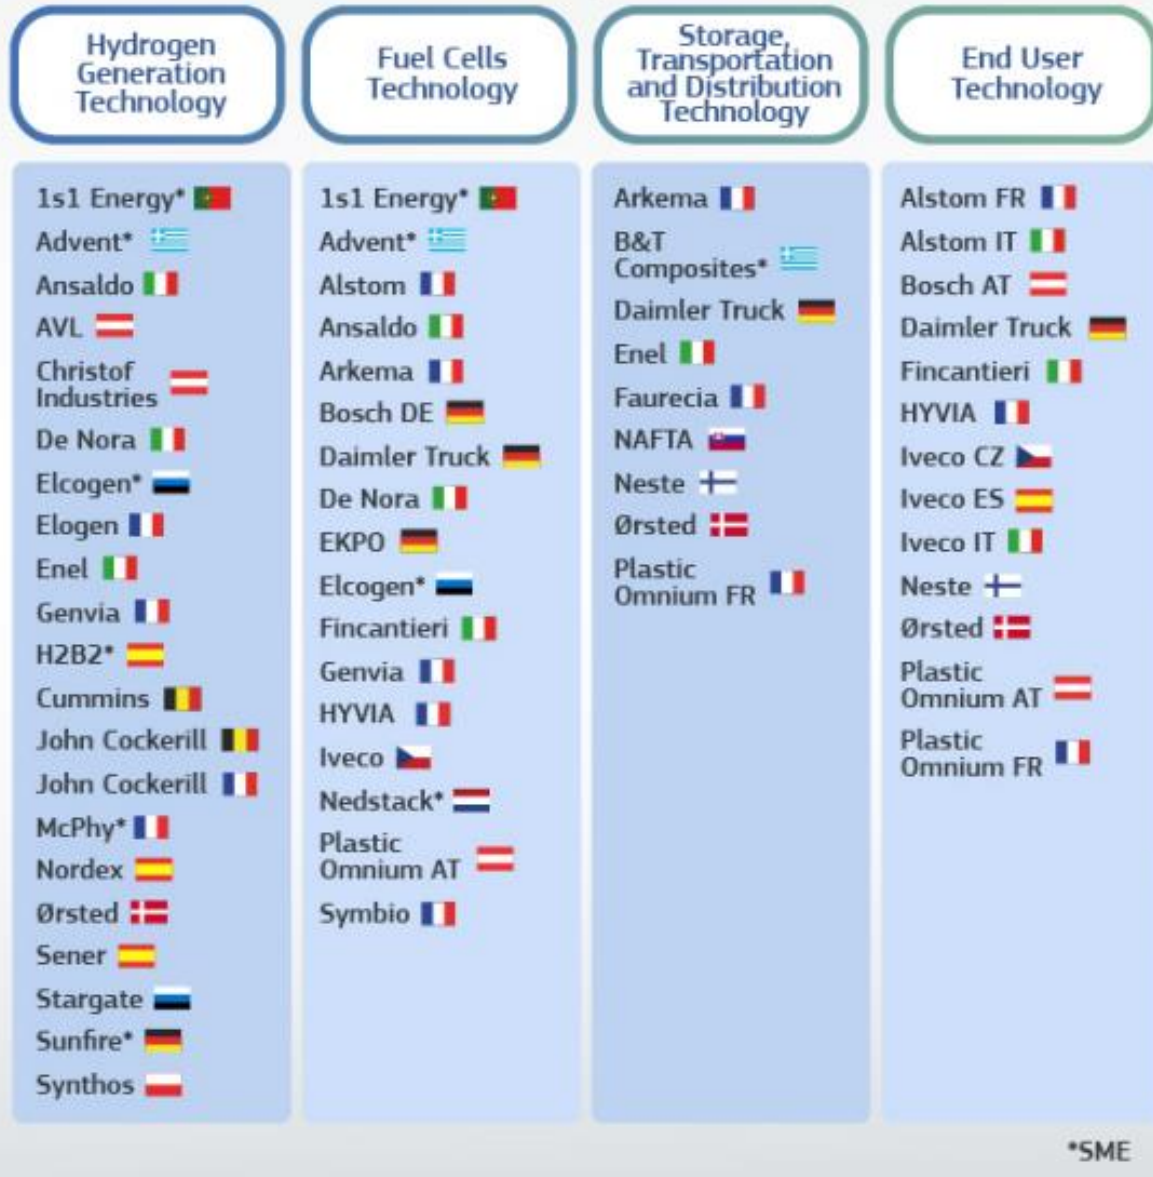 Hydrogen
Generation
Technology
1s1 Energy*
Advent*
Ansaldo
AVL
Christof
Industries
De Nora
Elcogen*
Elogen
Enel
Genvia
H2B2*
Cummins
John Cockerill
John Cockerill
McPhy*
Nordex
Ørsted
Sener
Stargate
Sunfire*
Synthos
Fuel Cells
Technology
1s1 Energy*
Advent*
Alstom
Ansaldo
Arkema
Bosch DE
Daimler Truck
De Nora
EKPO
Elcogen*
Fincantieri
Genvia
HYVIA
Iveco
Nedstack*
Plastic
Omnium AT
Symbio
Storage,
Transportation
and Distribution
Technology
Arkema
B&T
Composites*
Daimler Truck
Enel
Faurecia
NAFTA
Neste
Ørsted
Plastic
Omnium FR
End User
Technology
Alstom FR
Alstom IT
Bosch AT
Daimler Truck
Fincantieri
HYVIA
Iveco CZ
Iveco ES
Iveco IT
Neste
Ørsted
Plastic
Omnium AT
Plastic
Omnium FR
*SME